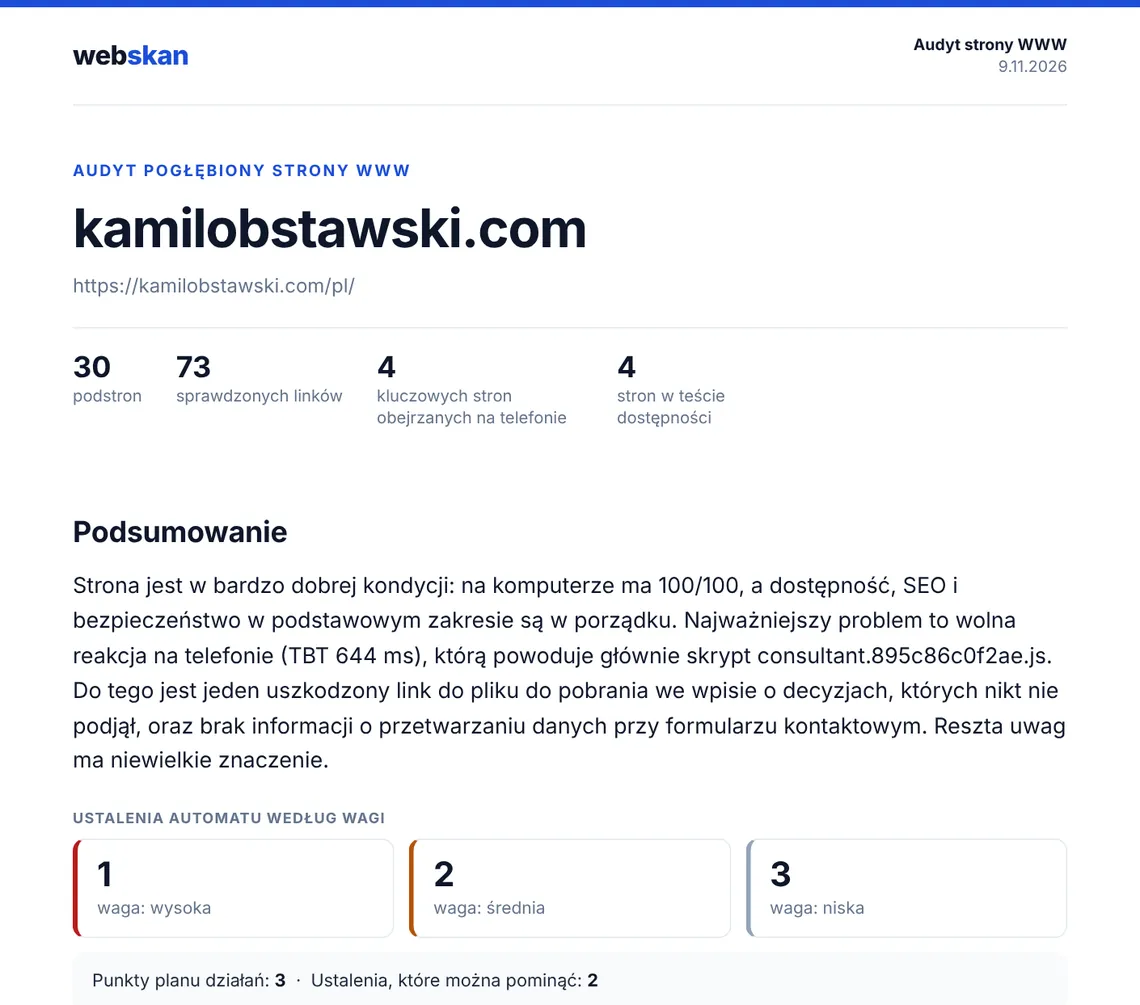 webskan
Audyt strony WWW
9.11.2026
AUDYT POGŁĘBIONY STRONY WWW
kamilobstawski.com
https://kamilobstawski.com/pl/
30
podstron
73
sprawdzonych linków
4
kluczowych stron
obejrzanych na telefonie
4
stron w teście
dostępności
Podsumowanie
Strona jest w bardzo dobrej kondycji: na komputerze ma 100/100, a dostępność, SEO i
bezpieczeństwo w podstawowym zakresie są w porządku. Najważniejszy problem to wolna
reakcja na telefonie (TBT 644 ms), którą powoduje głównie skrypt consultant.895c86c0f2ae.js.
Do tego jest jeden uszkodzony link do pliku do pobrania we wpisie o decyzjach, których nikt nie
podjął, oraz brak informacji o przetwarzaniu danych przy formularzu kontaktowym. Reszta uwag
ma niewielkie znaczenie.
USTALENIA AUTOMATU WEDŁUG WAGI
1
waga: wysoka
2
waga: średnia
3
waga: niska
Punkty planu działań: 3 · Ustalenia, które można pominąć: 2